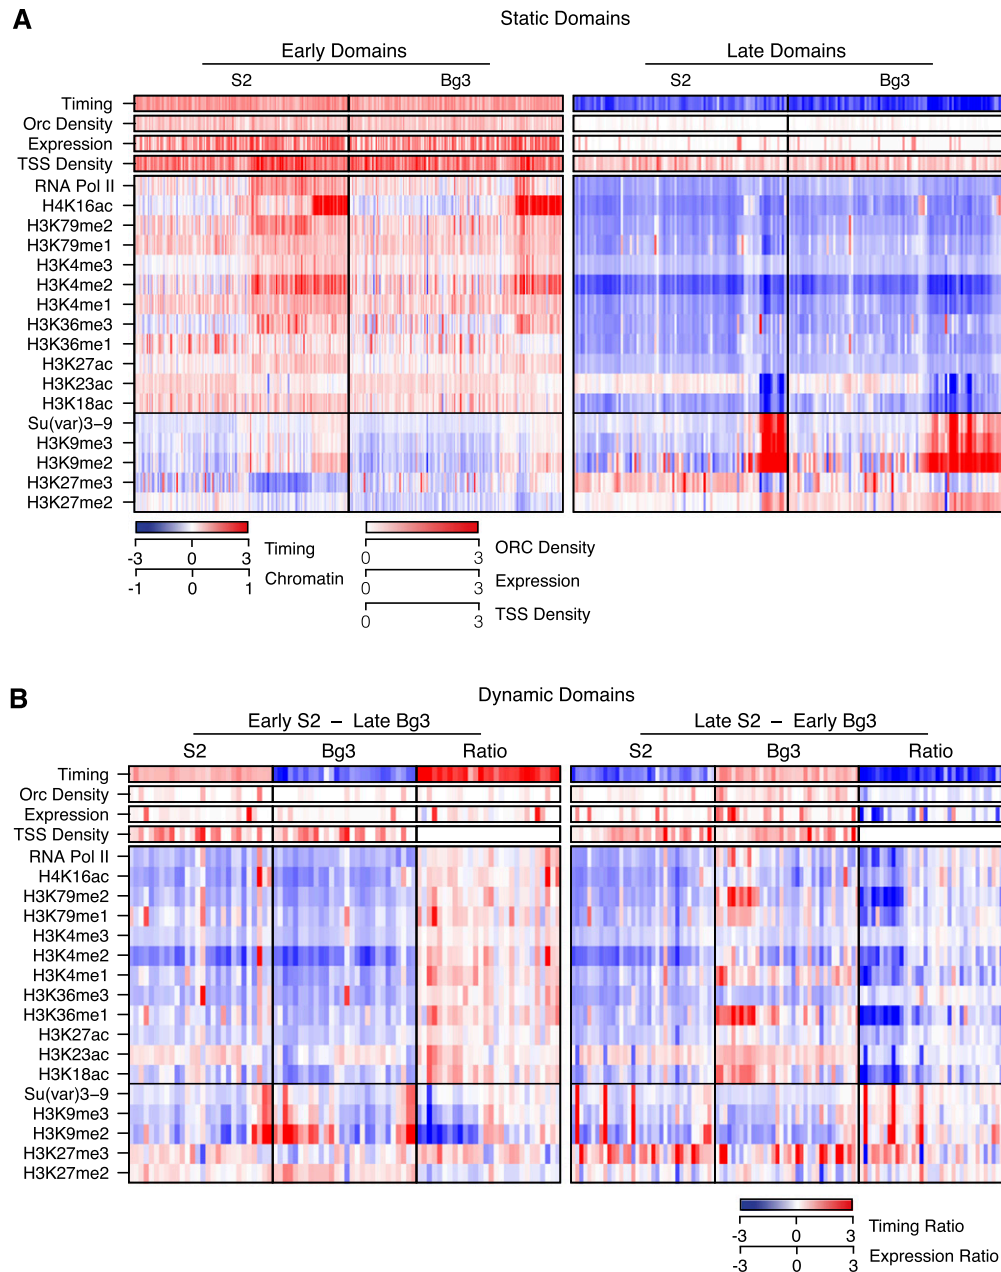 A
Static Domains
Early Domains
Late Domains
S2 Bg3 S2 Bg3
Timing
Orc Density
Expression
TSS Density
RNA Pol II
H4K16ac
H3K79me2
H3K79me1
H3K4me3
H3K4me2
H3K4me1
H3K36me3
H3K36me1
H3K27ac
H3K23ac
H3K18ac
Su(var)3–9
H3K9me3
H3K9me2
H3K27me3
H3K27me2
-3 0 3 Timing
-1 0 1 Chromatin
0 3 ORC Density
0 3 Expression
0 3 TSS Density
B
Dynamic Domains
Early S2 – Late Bg3
Late S2 – Early Bg3
S2 Bg3 Ratio S2 Bg3 Ratio
Timing
Orc Density
Expression
TSS Density
RNA Pol II
H4K16ac
H3K79me2
H3K79me1
H3K4me3
H3K4me2
H3K4me1
H3K36me3
H3K36me1
H3K27ac
H3K23ac
H3K18ac
Su(var)3–9
H3K9me3
H3K9me2
H3K27me3
H3K27me2
-3 0 3 Timing Ratio
-3 0 3 Expression Ratio